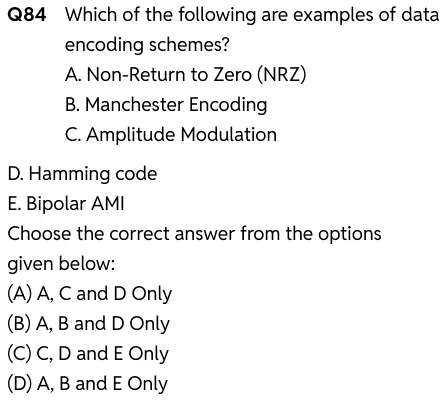 Q84 Which of the following are examples of data
encoding schemes?
A. Non-Return to Zero (NRZ)
B. Manchester Encoding
C. Amplitude Modulation
D. Hamming code
E. Bipolar AMI
Choose the correct answer from the options
given below:
(A) A, C and D Only
(B) A, B and D Only
(C) C, D and E Only
(D) A, B and E Only